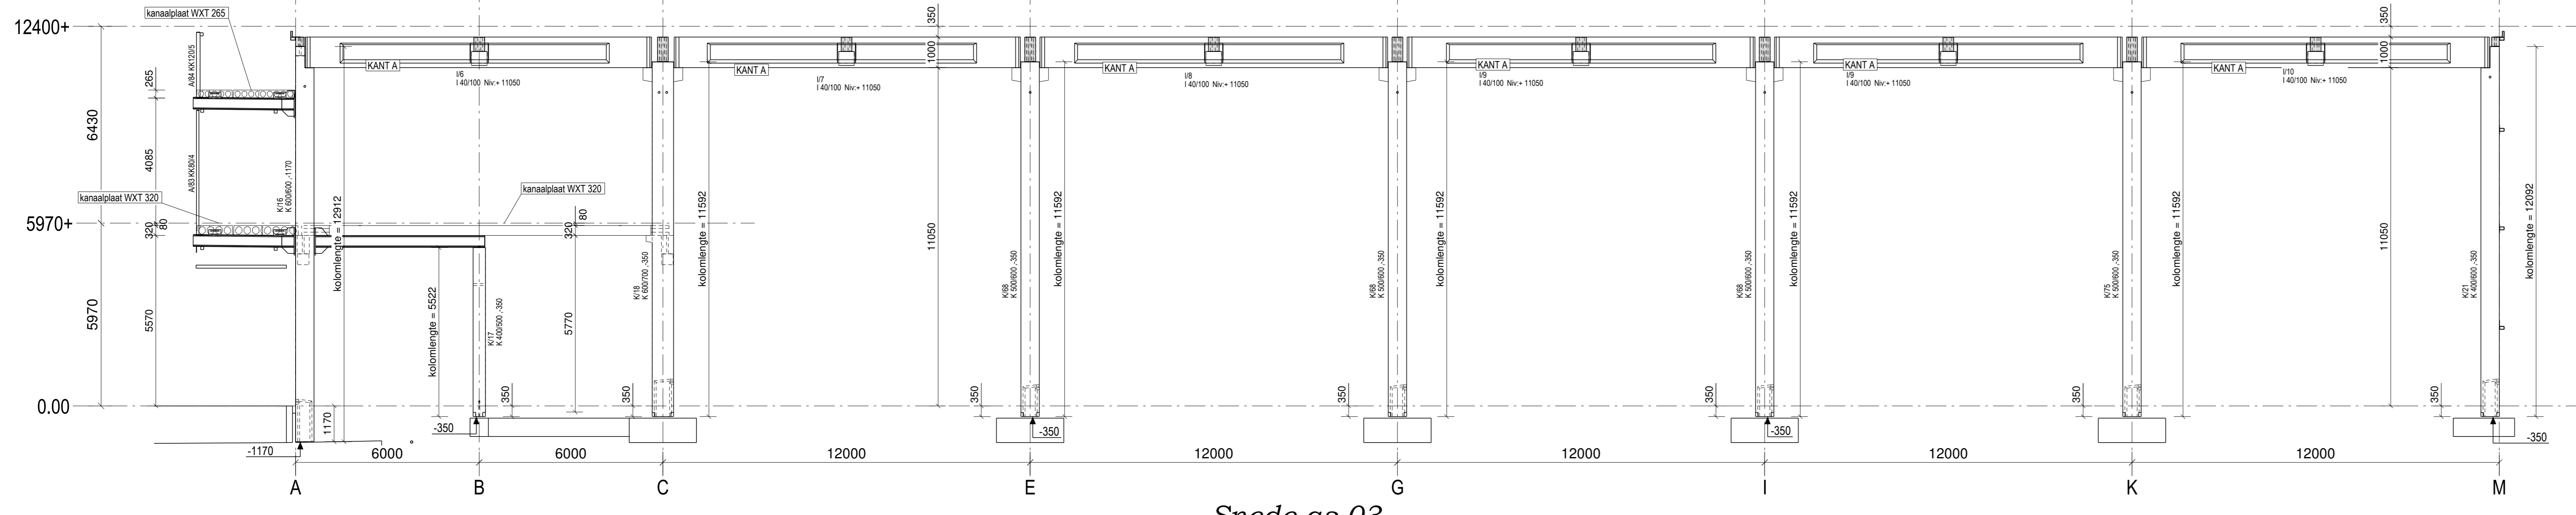 kanaalplaat WXT 265
12400+
350
350
1000
1000
A/84 KK120/5
265
KANT A
KANT A
KANT A
KANT A
KANT A
KANT A
I/6
I 40/100 Niv:+ 11050
I/7
I 40/100 Niv:+ 11050
I/8
I 40/100 Niv:+ 11050
I/9
I 40/100 Niv:+ 11050
I/9
I 40/100 Niv:+ 11050
I/10
I 40/100 Niv:+ 11050
6430
4085
A/83 KK80/4
K/16
K 600/600 ,-1170
kanaalplaat WXT 320
kanaalplaat WXT 320
5970+
320
80
320
80
kolomlengte = 12912
kolomlengte = 11592
kolomlengte = 11592
kolomlengte = 11592
kolomlengte = 11592
kolomlengte = 11592
kolomlengte = 12092
11050
11050
5970
5570
kolomlengte = 5522
K/17
K 400/500 ,-350
5770
K/18
K 600/700 ,-350
K/68
K 500/600 ,-350
K/68
K 500/600 ,-350
K/68
K 500/600 ,-350
K/75
K 500/600 ,-350
K/21
K 400/600 ,-350
0.00
1170
350
350
350
350
350
350
350
-1170
-350
-350
-350
-350
6000
6000
12000
12000
12000
12000
12000
A
B
C
E
G
I
K
M